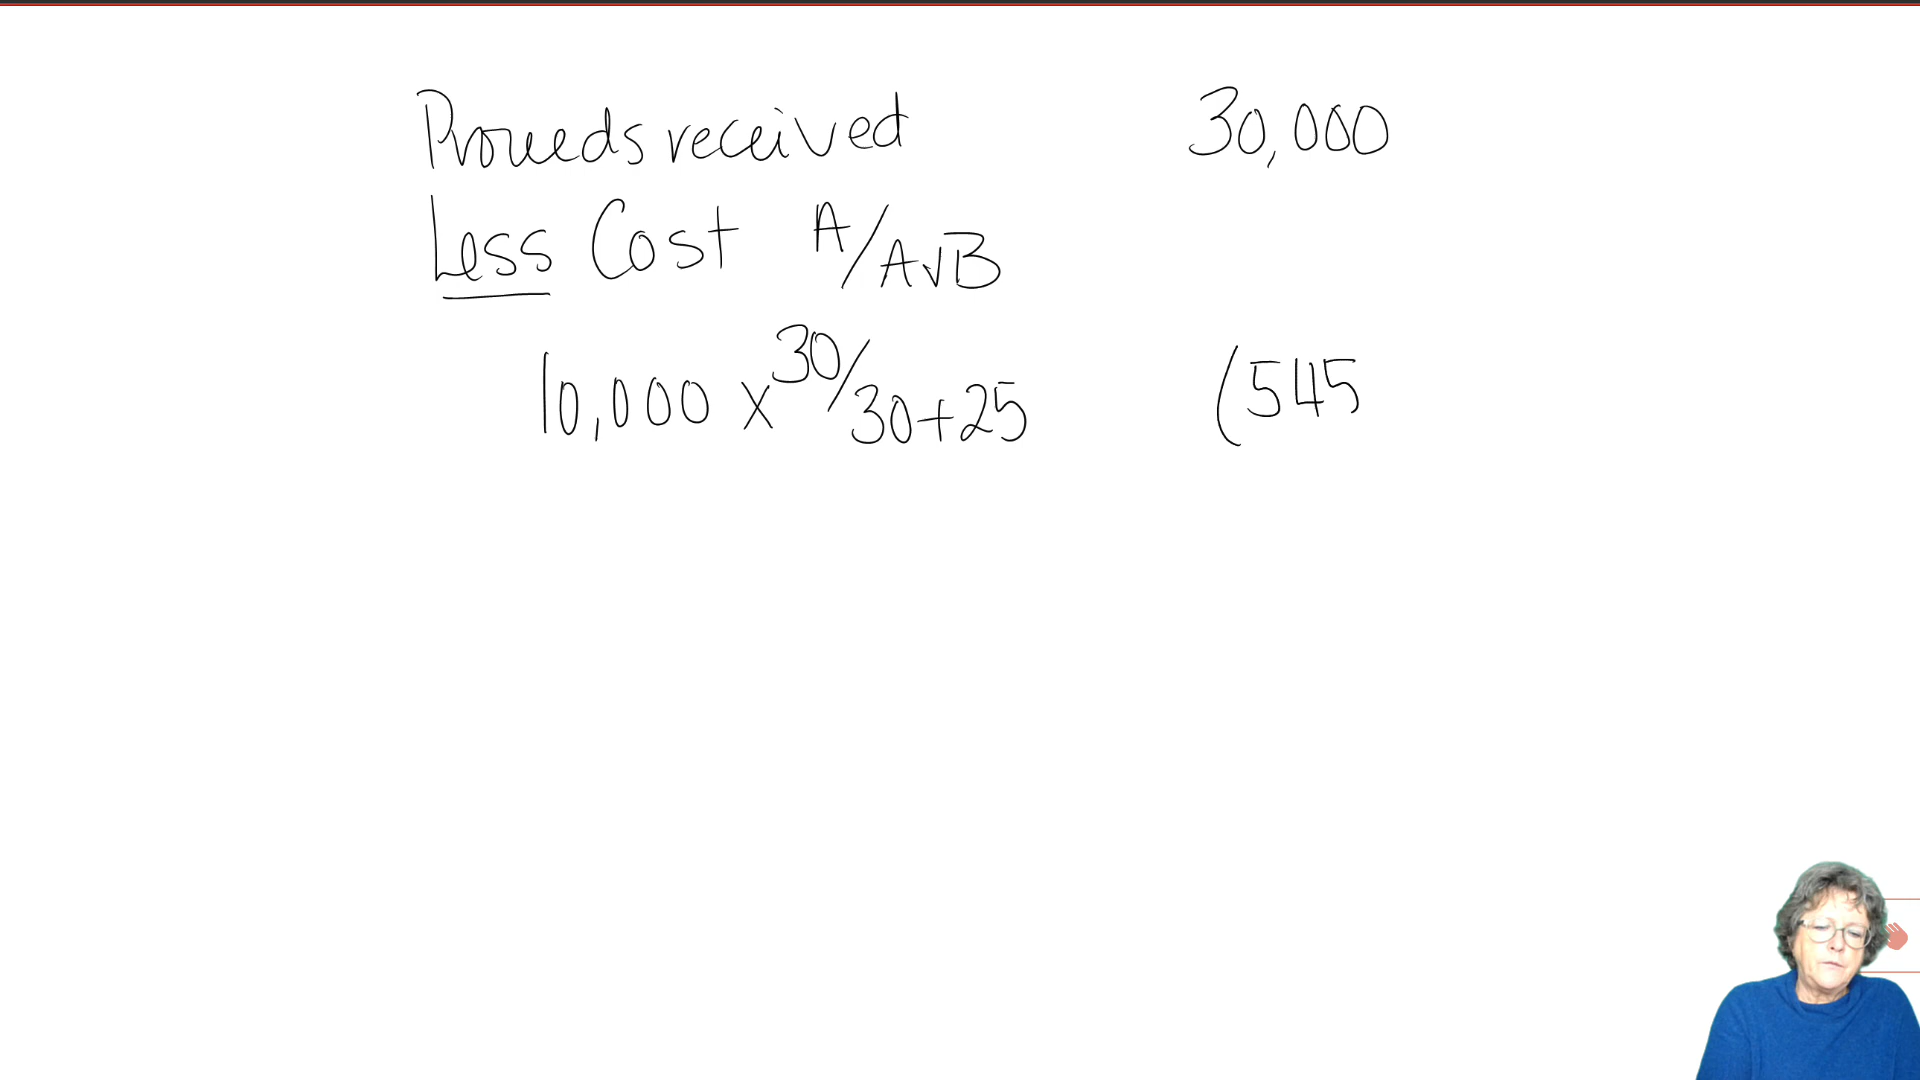 Proceeds received 30,000
Less Cost A/A+B
10,000 x 30/30+25 (545